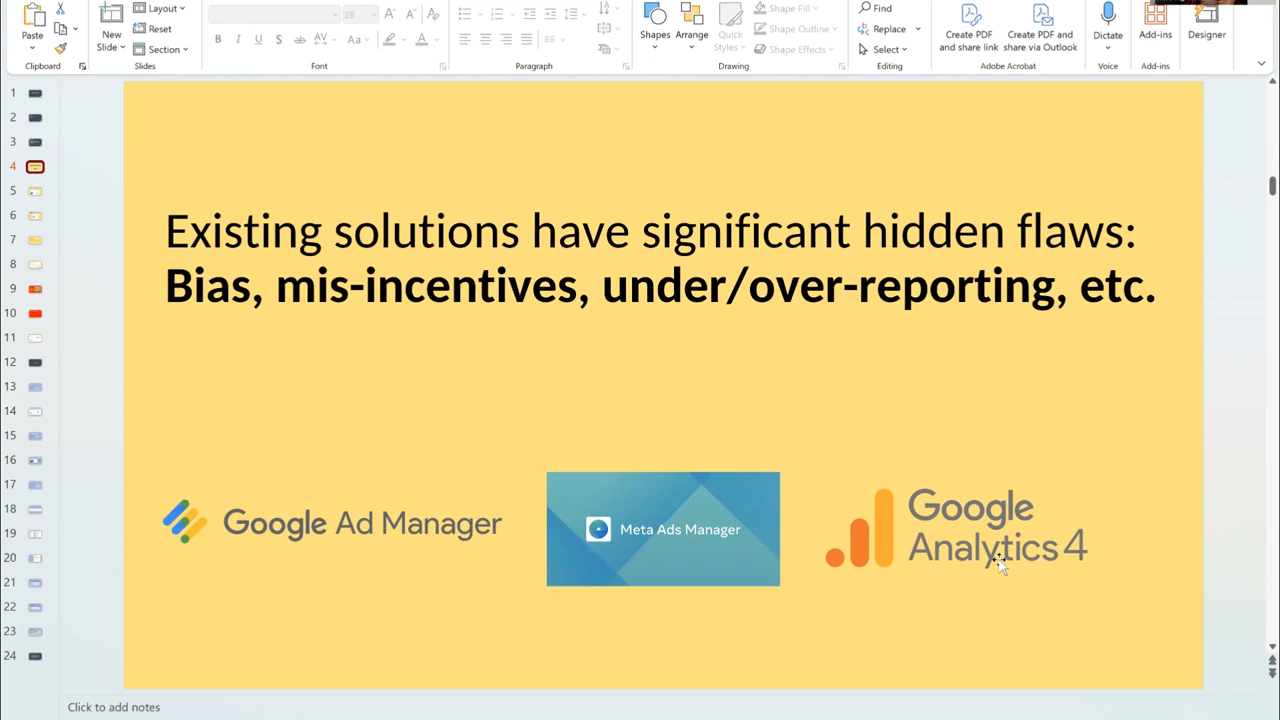 Paste
Clipboard
New
Slide
Layout
Reset
Section
Slides
28
B I U S ab AV Aa A
Font
Paragraph
Shapes
Arrange
Quick
Styles
Shape Fill
Shape Outline
Shape Effects
Drawing
Find
Replace
Select
Editing
Create PDF
and share link
Create PDF and
share via Outlook
Adobe Acrobat
Dictate
Voice
Add-ins
Add-ins
Designer
1
2
3
4
5
6
7
8
9
10
11
12
13
14
15
16
17
18
19
20
21
22
23
24
Existing solutions have significant hidden flaws:
Bias, mis-incentives, under/over-reporting, etc.
Google Ad Manager
Meta Ads Manager
Google
Analytics 4
Click to add notes